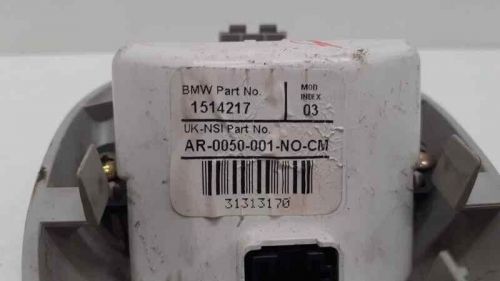 BMW Part No. MOD
1514217 INDEX
03
UK-NSI Part No.
AR-0050-001-NO-CM
31313170